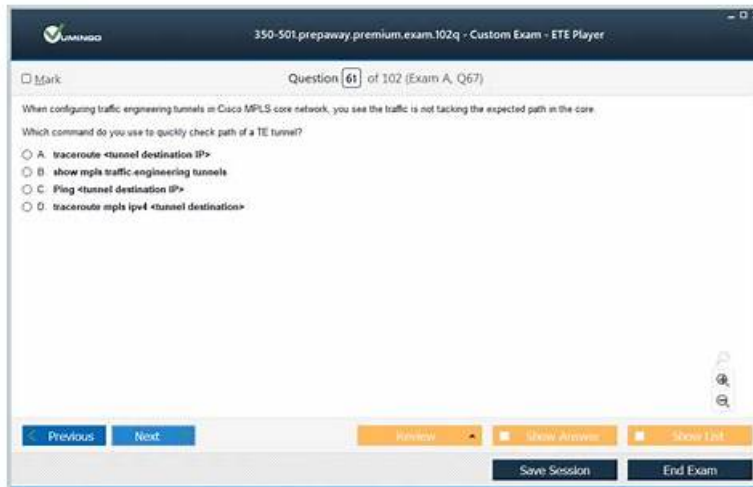 VUMINGO
350-501.prepaway.premium.exam.102q - Custom Exam - ETE Player
Mark
Question 61 of 102 (Exam A, Q67)
When configuring traffic engineering tunnels in Cisco MPLS core network, you see the traffic is not tacking the expected path in the core.
Which command do you use to quickly check path of a TE tunnel?
A. traceroute <tunnel destination IP>
B. show mpls traffic-engineering tunnels
C. Ping <tunnel destination IP>
D. traceroute mpls ipv4 <tunnel destination>
Previous
Next
Review
Show Answer
Show List
Save Session
End Exam